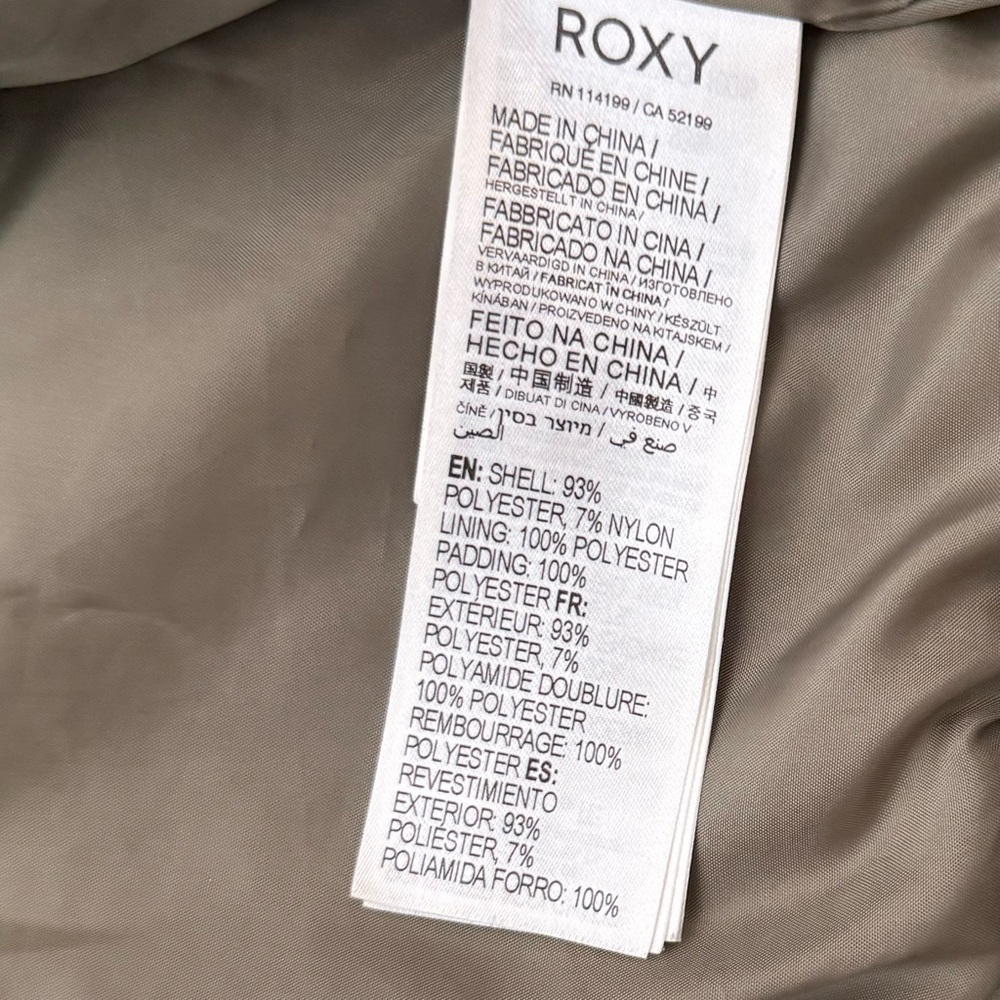 ROXY
RN 114199 / CA 52199
MADE IN CHINA /
FABRIQUÉ EN CHINE /
FABRICADO EN CHINA /
HERGESTELLT IN CHINA /
FABBRICATO IN CINA /
FABRICADO NA CHINA /
VERVAARDIGD IN CHINA / ИЗГОТОВЛЕНО
В КИТАЙ / FABRICAT ÎN CHINA /
WYPRODUKOWANO W CHINY / KÉSZÜLT
KÍNÁBAN / PROIZVEDENO NA KITAJSKEM /
FEITO NA CHINA /
HECHO EN CHINA / 中
国製 / 中国制造 / 中國製造 / 중국
제품 / DIBUAT DI CINA / VYROBENO V
ČÍNĚ / מיוצר בסין / صنع في
الصين
EN: SHELL: 93%
POLYESTER, 7% NYLON
LINING: 100% POLYESTER
PADDING: 100%
POLYESTER FR:
EXTÉRIEUR: 93%
POLYESTER, 7%
POLYAMIDE DOUBLURE:
100% POLYESTER
REMBOURRAGE: 100%
POLYESTER ES:
REVESTIMIENTO
EXTERIOR: 93%
POLIÉSTER, 7%
POLIAMIDA FORRO: 100%